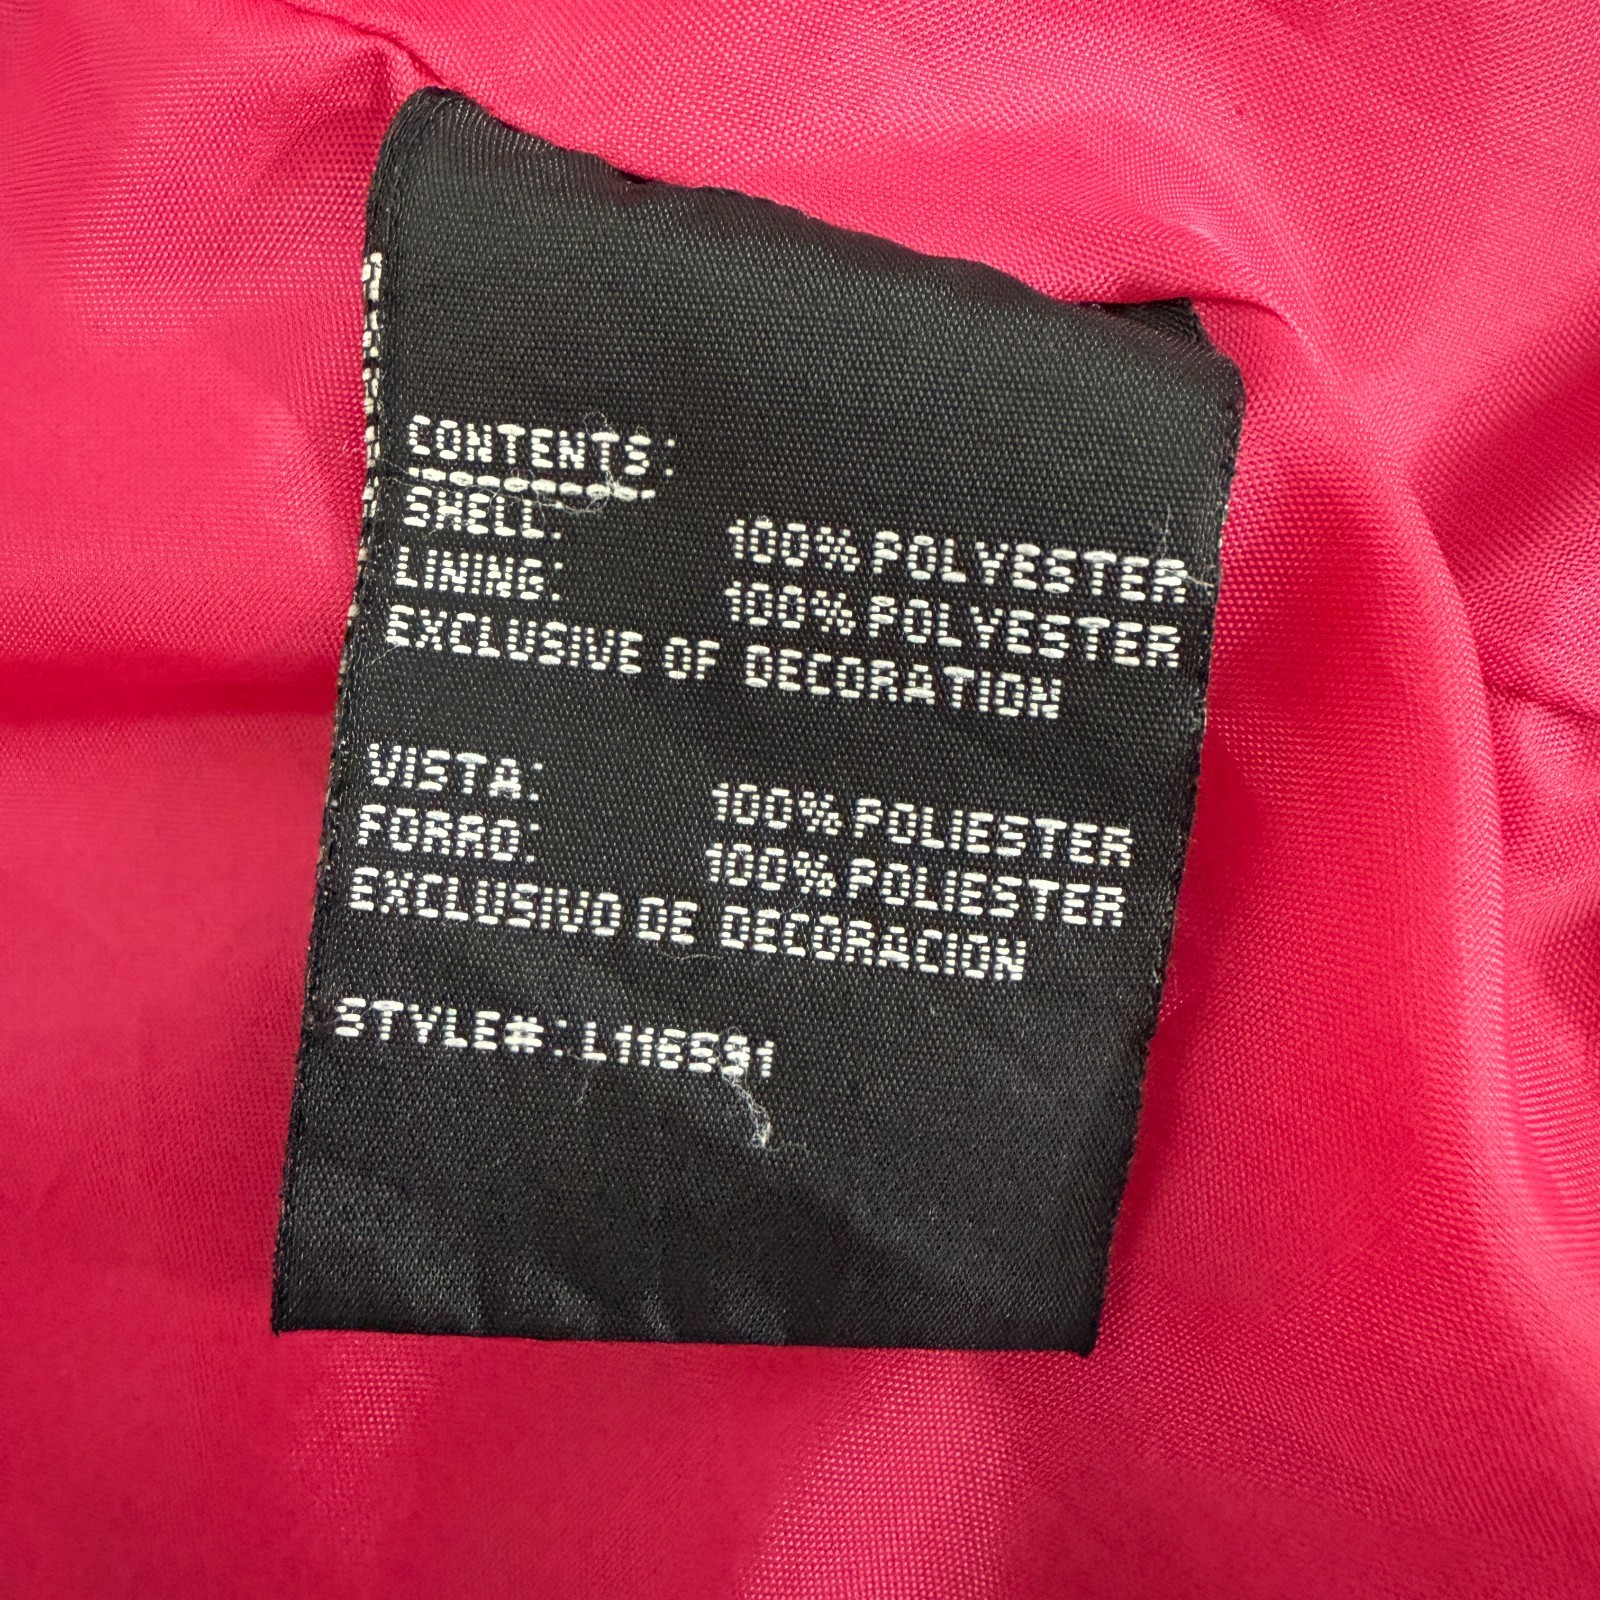 CONTENTS:
SHELL: 100% POLYESTER
LINING: 100% POLYESTER
EXCLUSIVE OF DECORATION
VISTA: 100% POLIESTER
FORRO: 100% POLIESTER
EXCLUSIVO DE DECORACION
STYLE#: L116591